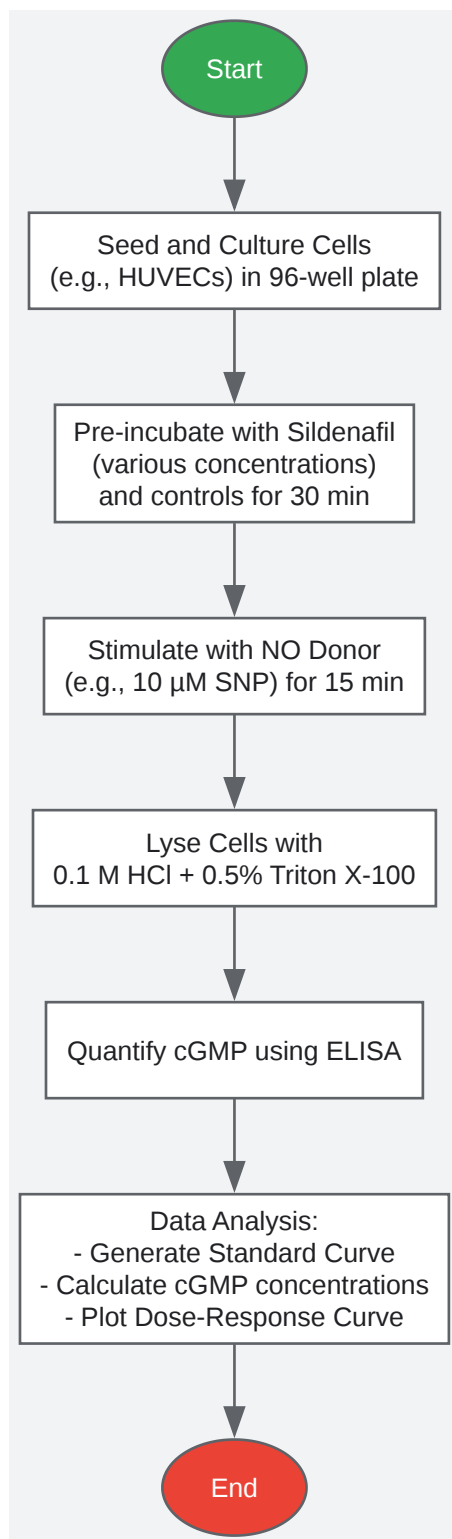 Start
Seed and Culture Cells
(e.g., HUVECs) in 96-well plate
Pre-incubate with Sildenafil
(various concentrations)
and controls for 30 min
Stimulate with NO Donor
(e.g., 10 µM SNP) for 15 min
Lyse Cells with
0.1 M HCl + 0.5% Triton X-100
Quantify cGMP using ELISA
Data Analysis:
- Generate Standard Curve
- Calculate cGMP concentrations
- Plot Dose-Response Curve
End